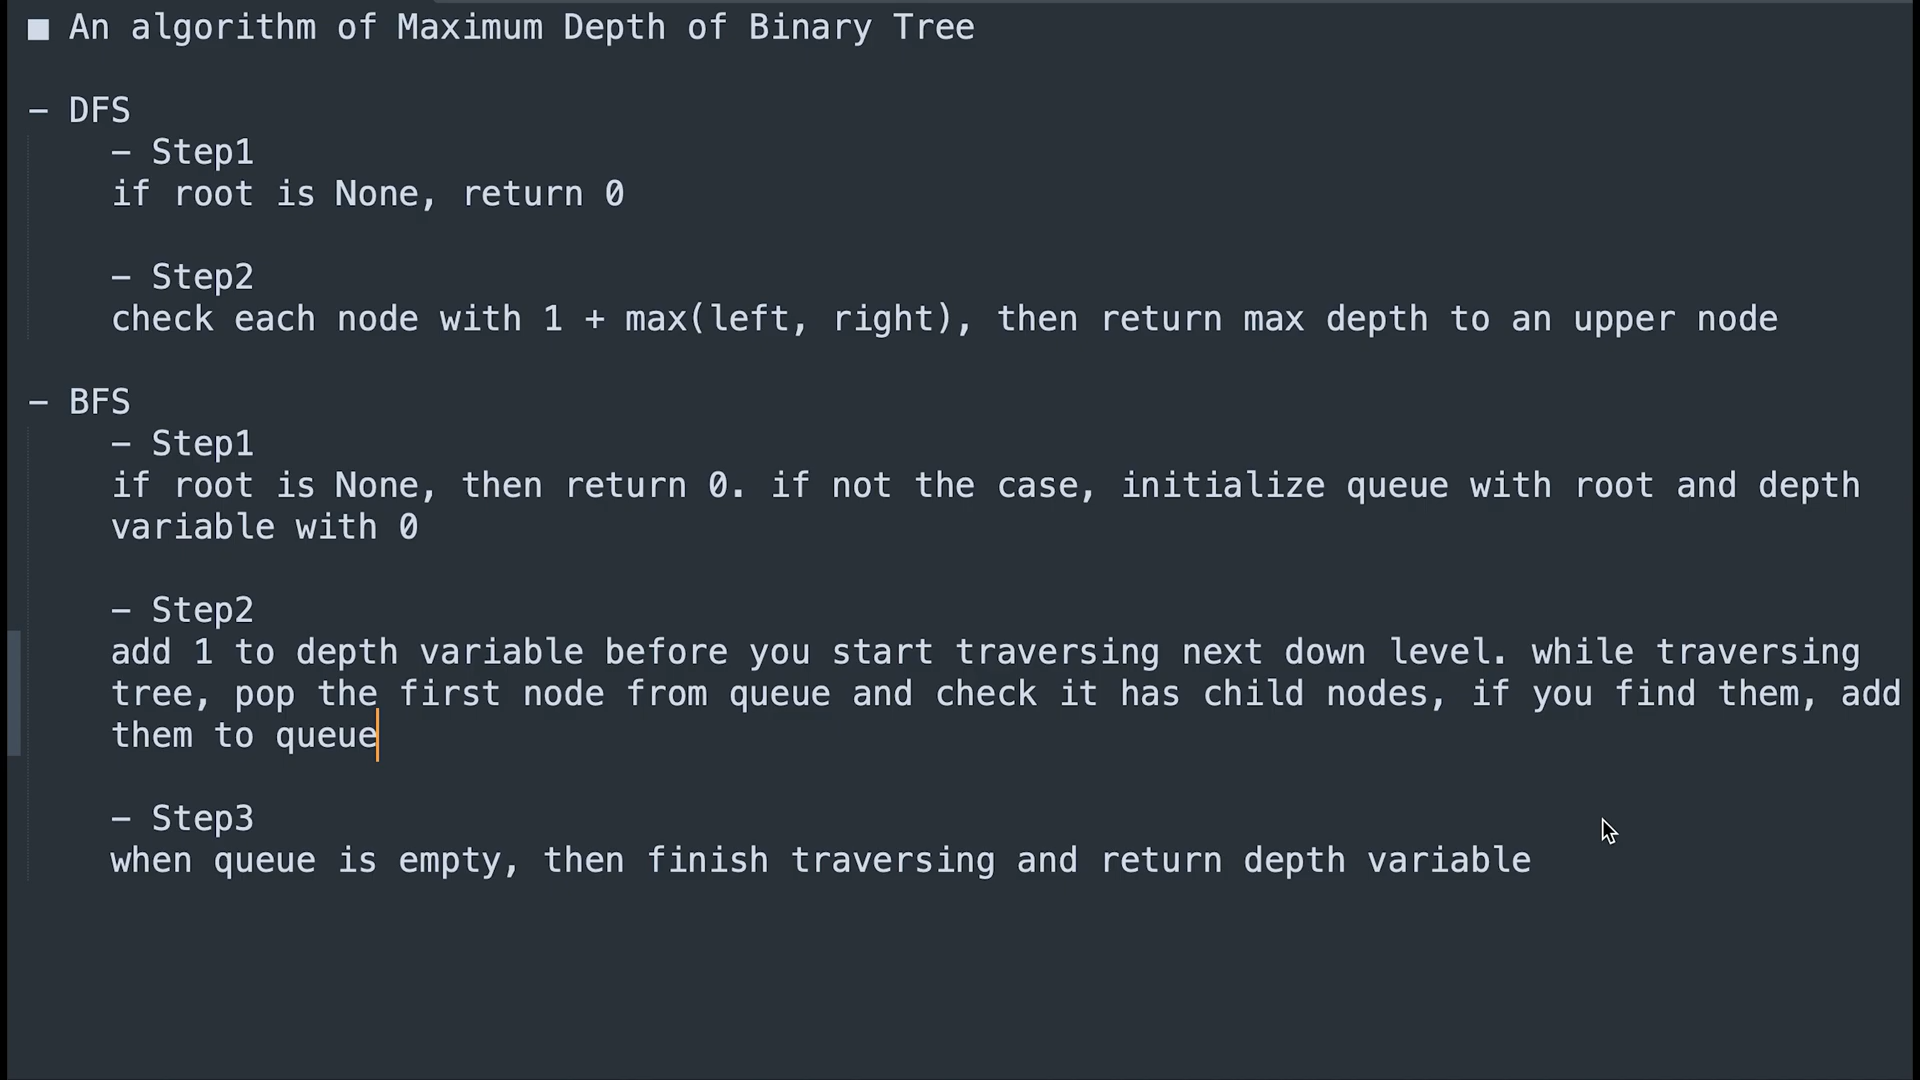 ■ An algorithm of Maximum Depth of Binary Tree
– DFS
– Step1
if root is None, return 0
– Step2
check each node with 1 + max(left, right), then return max depth to an upper node
– BFS
– Step1
if root is None, then return 0. if not the case, initialize queue with root and depth
variable with 0
– Step2
add 1 to depth variable before you start traversing next down level. while traversing
tree, pop the first node from queue and check it has child nodes, if you find them, add
them to queue
– Step3
when queue is empty, then finish traversing and return depth variable